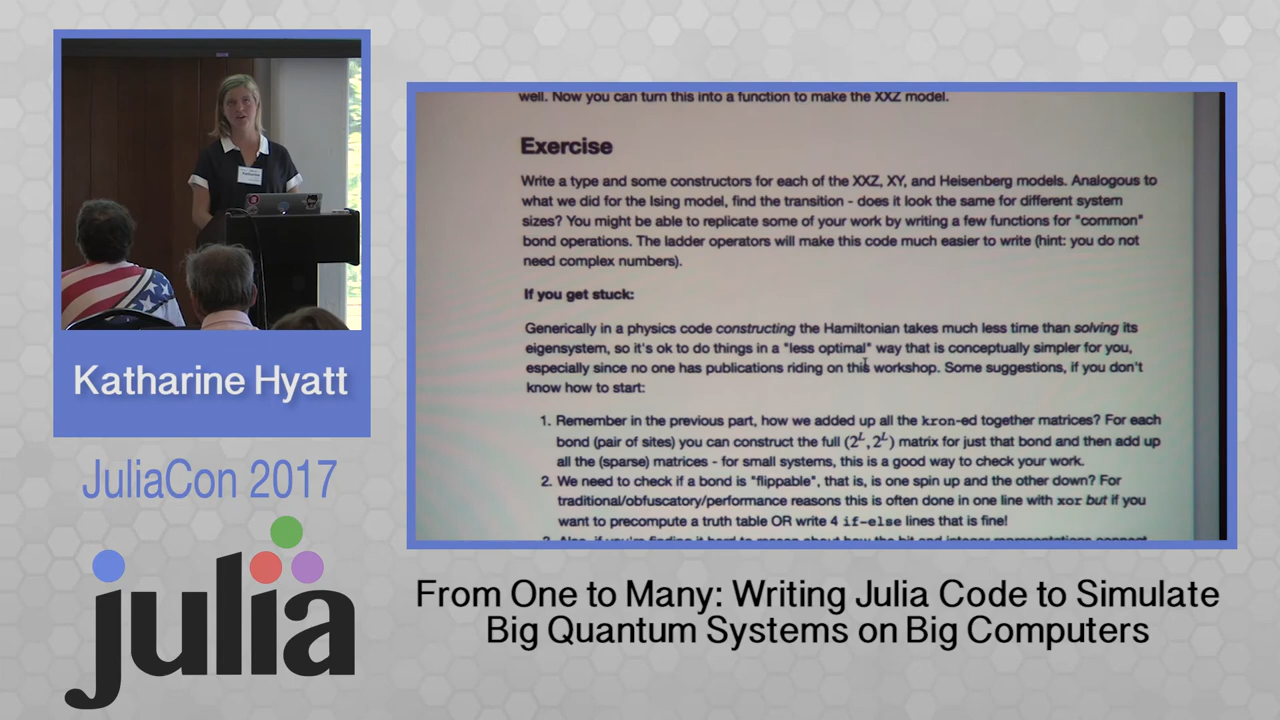 Katharine
Katharine Hyatt
JuliaCon 2017
julia
well. Now you can turn this into a function to make the XXZ model.
Exercise
Write a type and some constructors for each of the XXZ, XY, and Heisenberg models. Analogous to
what we did for the Ising model, find the transition - does it look the same for different system
sizes? You might be able to replicate some of your work by writing a few functions for "common"
bond operations. The ladder operators will make this code much easier to write (hint: you do not
need complex numbers).
If you get stuck:
Generically in a physics code constructing the Hamiltonian takes much less time than solving its
eigensystem, so it's ok to do things in a "less optimal" way that is conceptually simpler for you,
especially since no one has publications riding on this workshop. Some suggestions, if you don't
know how to start:
1. Remember in the previous part, how we added up all the kron-ed together matrices? For each
bond (pair of sites) you can construct the full (2^L, 2^L) matrix for just that bond and then add up
all the (sparse) matrices - for small systems, this is a good way to check your work.
2. We need to check if a bond is "flippable", that is, is one spin up and the other down? For
traditional/obfuscatory/performance reasons this is often done in one line with xor but if you
want to precompute a truth table OR write 4 if-else lines that is fine!
From One to Many: Writing Julia Code to Simulate
Big Quantum Systems on Big Computers